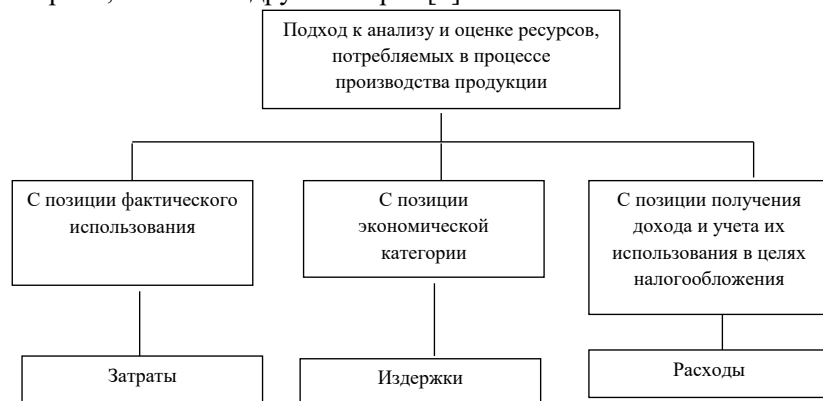 Подход к анализу и оценке ресурсов,
потребляемых в процессе
производства продукции
С позиции фактического
использования
С позиции
экономической
категории
С позиции получения
дохода и учета их
использования в целях
налогообложения
Затраты
Издержки
Расходы